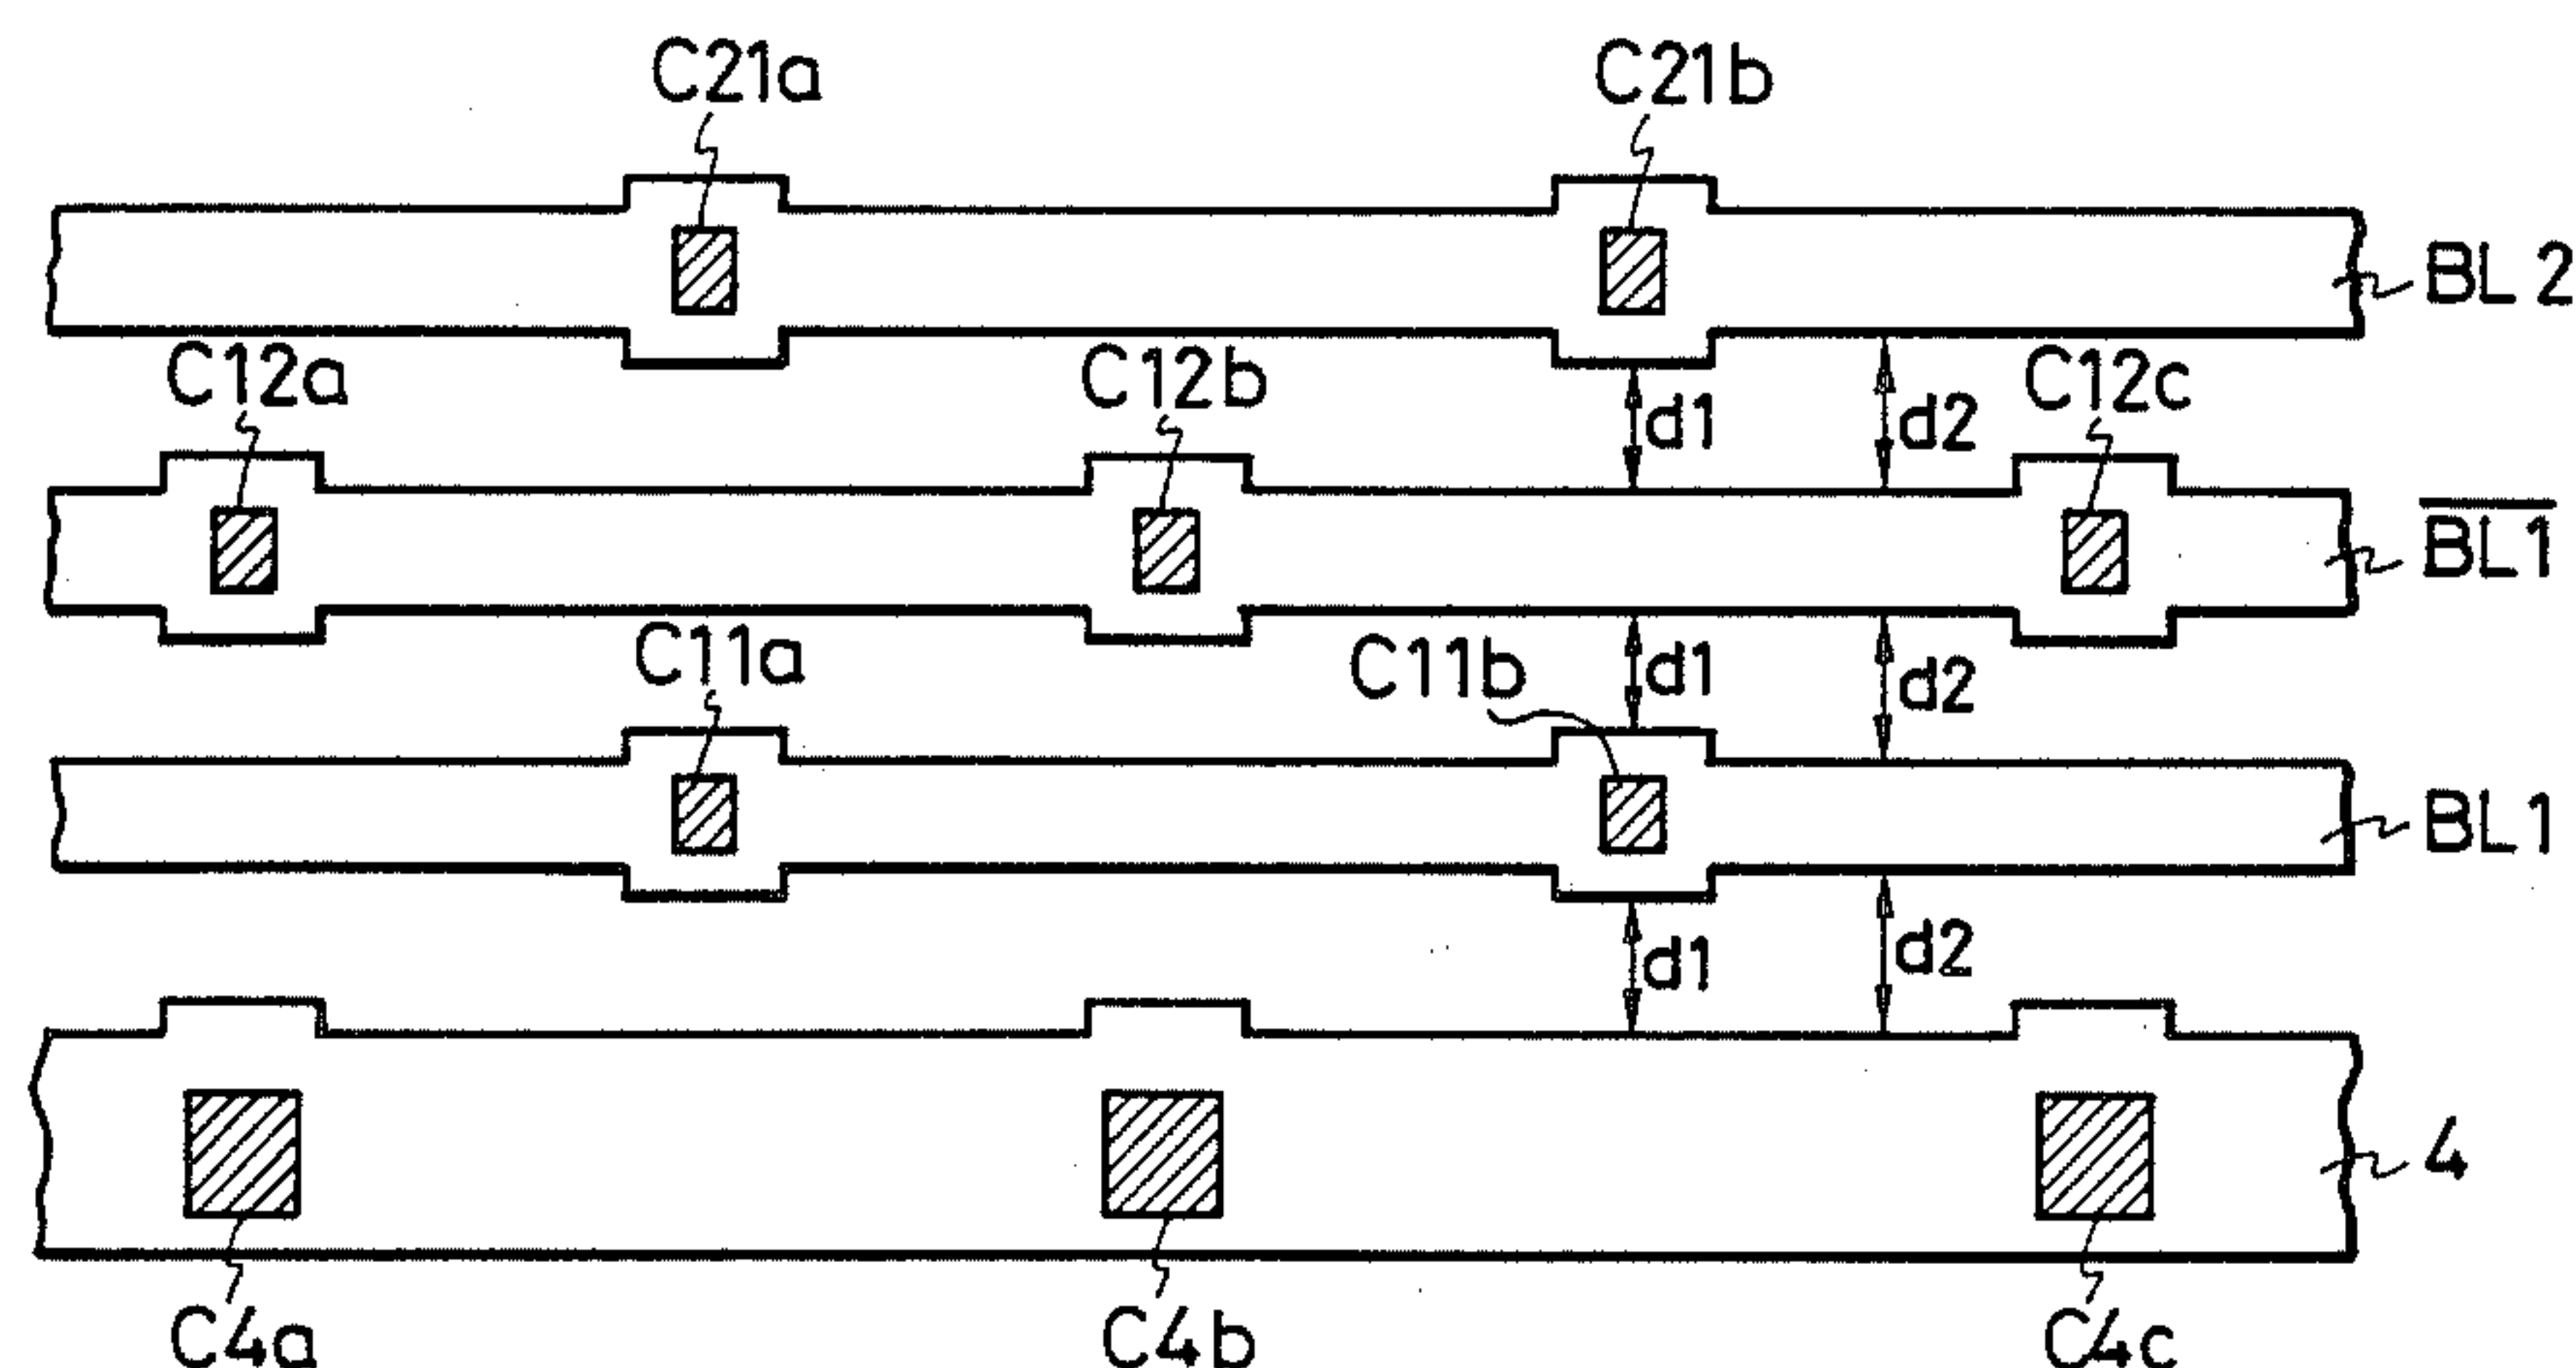 C21a C21b
BL2
C12a C12b d1 d2 C12c
B̅L̅1̅
C11a C11b d1 d2
BL1
d1 d2
4
C4a C4b C4c